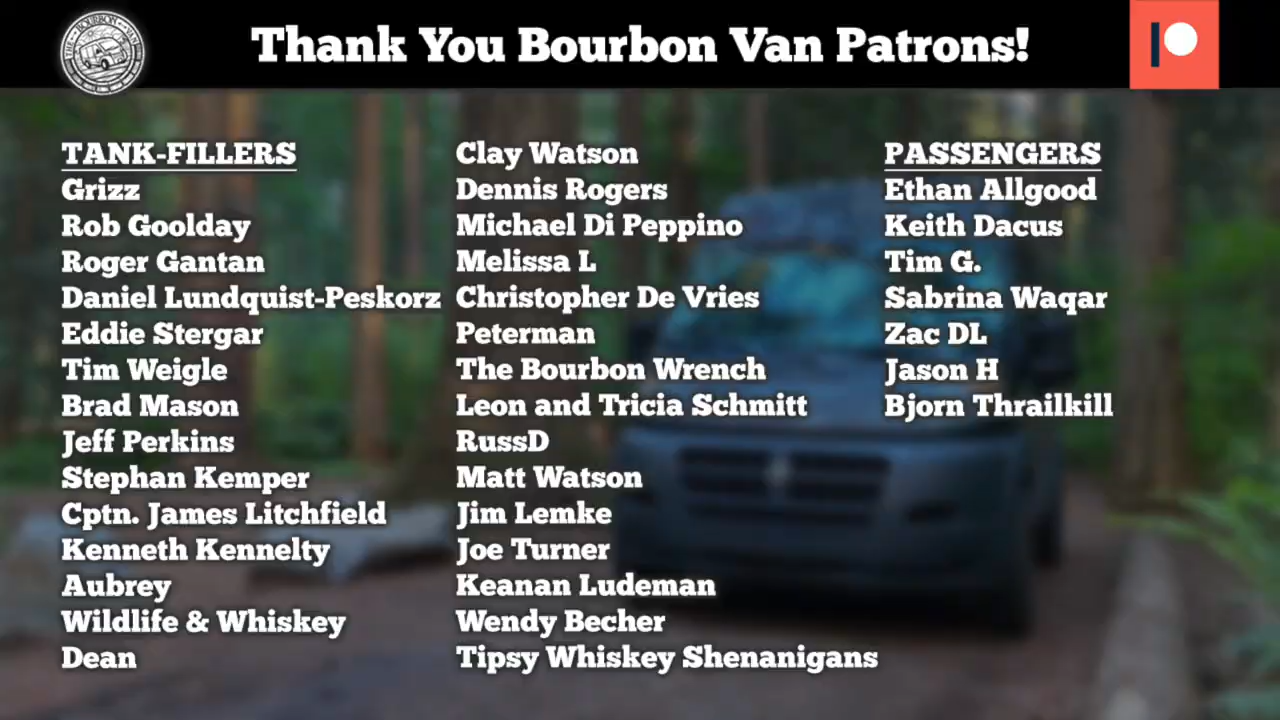 THE BOURBON VAN
Thank You Bourbon Van Patrons!
TANK-FILLERS
Grizz
Rob Goolday
Roger Gantan
Daniel Lundquist-Peskorz
Eddie Stergar
Tim Weigle
Brad Mason
Jeff Perkins
Stephan Kemper
Cptn. James Litchfield
Kenneth Kennelty
Aubrey
Wildlife & Whiskey
Dean
Clay Watson
Dennis Rogers
Michael Di Peppino
Melissa L
Christopher De Vries
Peterman
The Bourbon Wrench
Leon and Tricia Schmitt
RussD
Matt Watson
Jim Lemke
Joe Turner
Keanan Ludeman
Wendy Becher
Tipsy Whiskey Shenanigans
PASSENGERS
Ethan Allgood
Keith Dacus
Tim G.
Sabrina Waqar
Zac DL
Jason H
Bjorn Thrailkill